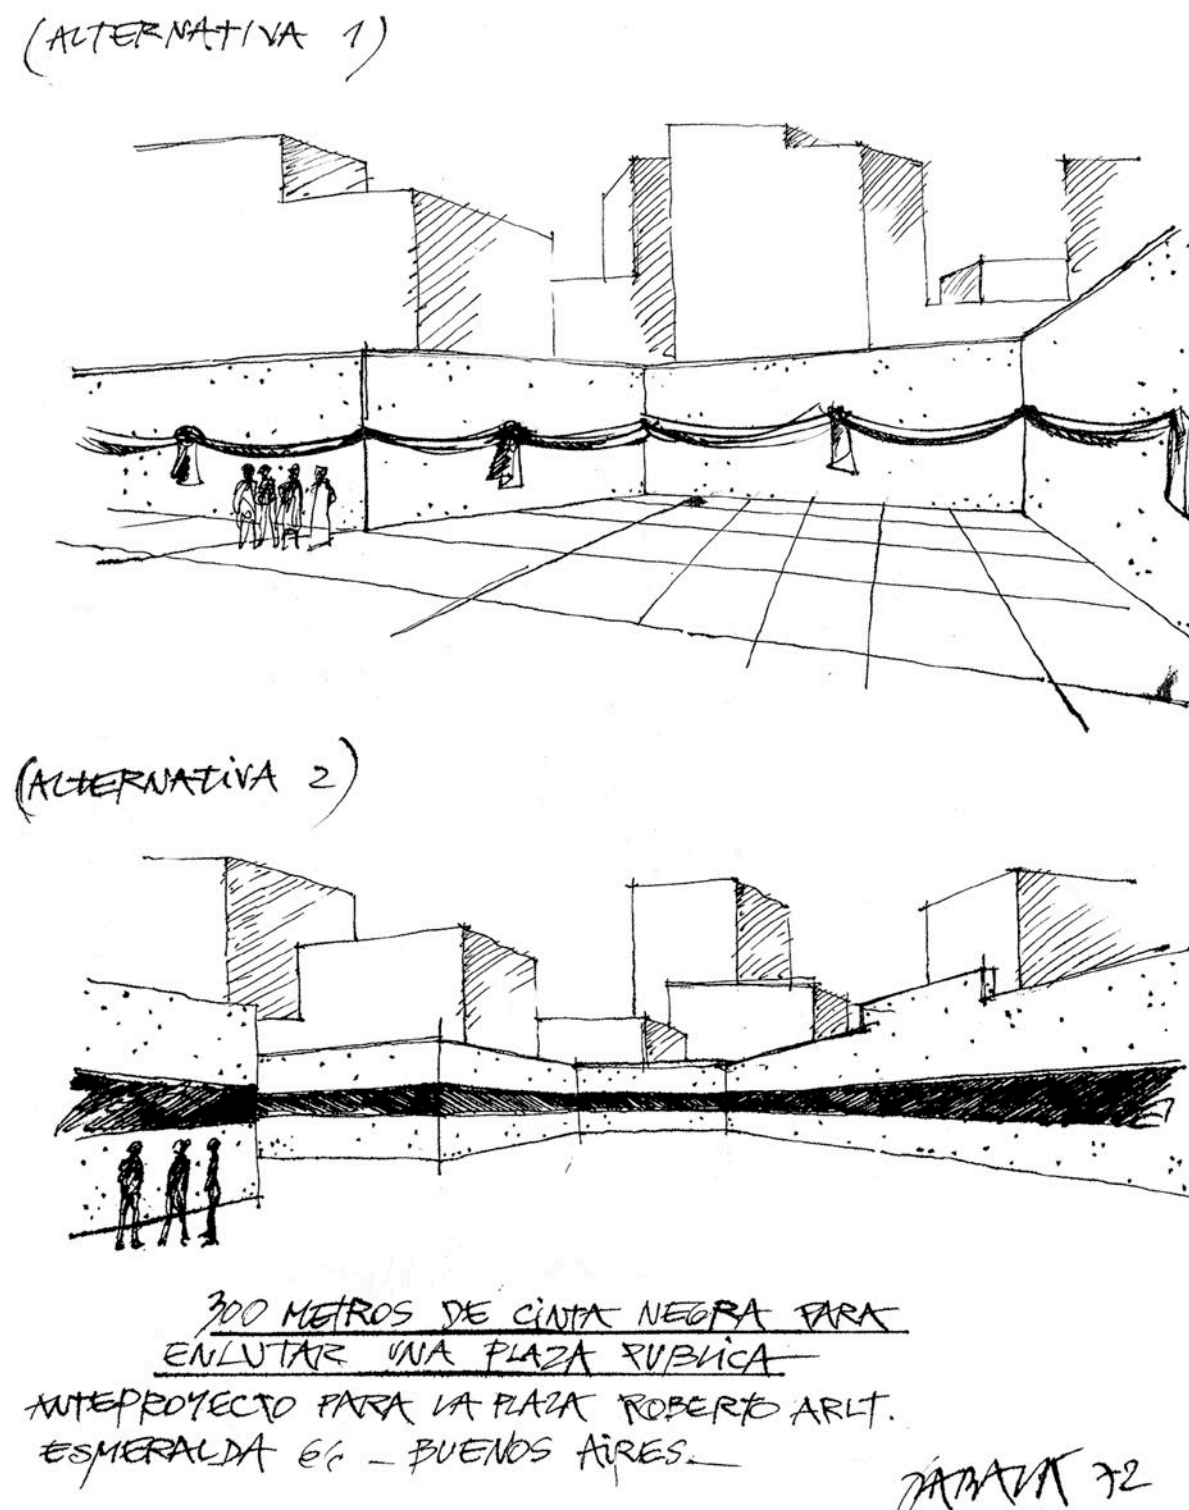 (ALTERNATIVA 1)
(ALTERNATIVA 2)
300 METROS DE CINTA NEGRA PARA
ENLUTAR UNA PLAZA PUBLICA
ANTEPROYECTO PARA LA PLAZA ROBERTO ARLT.
ESMERALDA 66 - BUENOS AIRES.
ZABALA 72